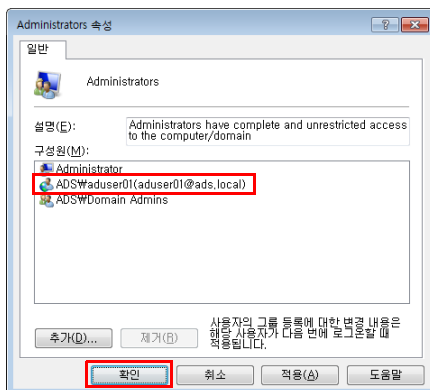 Administrators 속성
일반
Administrators
설명(E):
Administrators have complete and unrestricted access
to the computer/domain
구성원(M):
Administrator
ADS₩aduser01(aduser01@ads.local)
ADS₩Domain Admins
추가(D)...
제거(R)
사용자의 그룹 등록에 대한 변경 내용은
해당 사용자가 다음 번에 로그온할 때
적용됩니다.
확인
취소
적용(A)
도움말